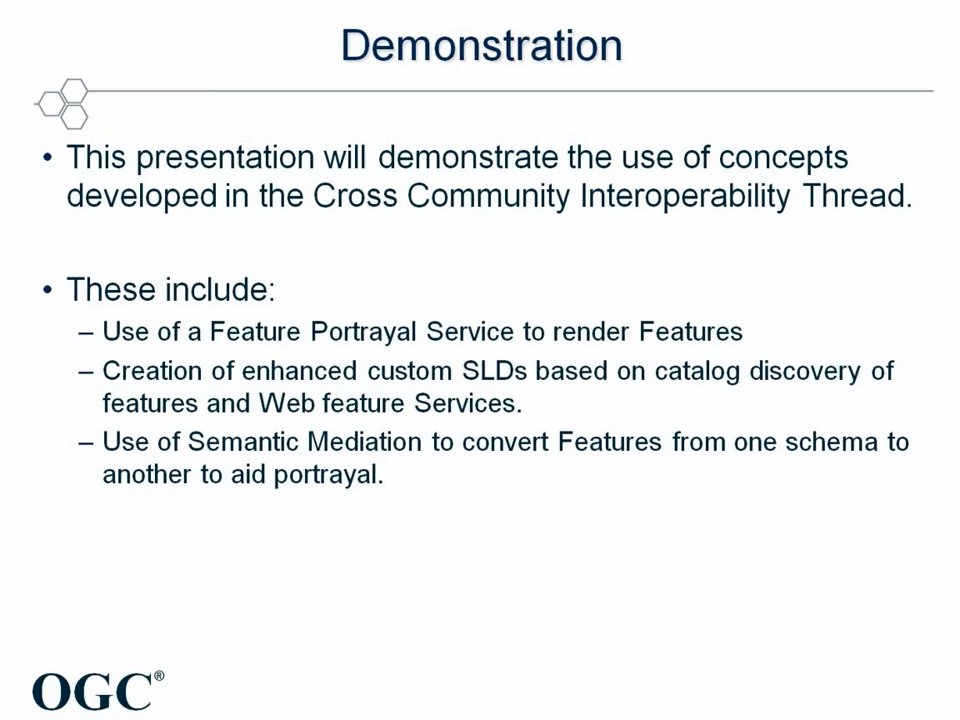 Demonstration
• This presentation will demonstrate the use of concepts
developed in the Cross Community Interoperability Thread.
• These include:
– Use of a Feature Portrayal Service to render Features
– Creation of enhanced custom SLDs based on catalog discovery of
features and Web feature Services.
– Use of Semantic Mediation to convert Features from one schema to
another to aid portrayal.
OGC®